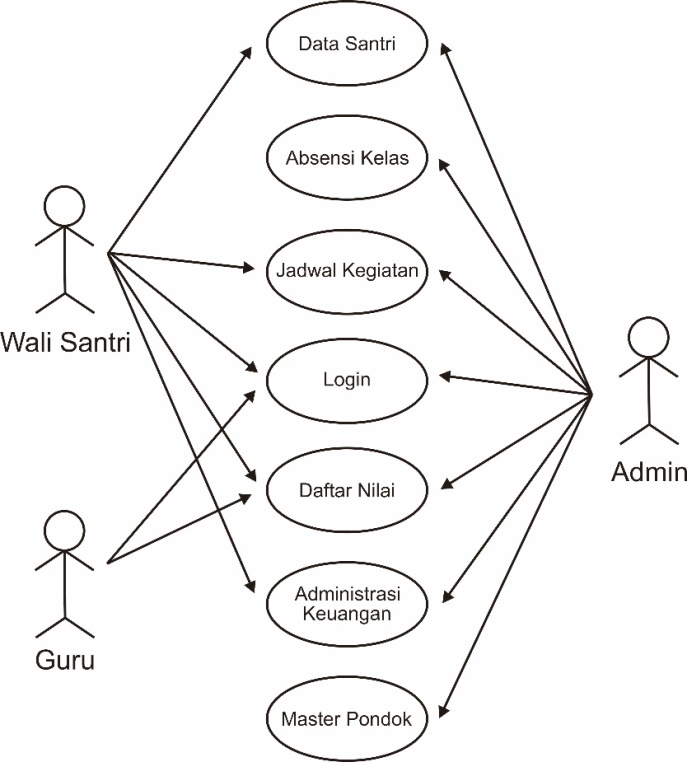 Data Santri
Absensi Kelas
Jadwal Kegiatan
Wali Santri
Login
Admin
Daftar Nilai
Administrasi
Keuangan
Guru
Master Pondok